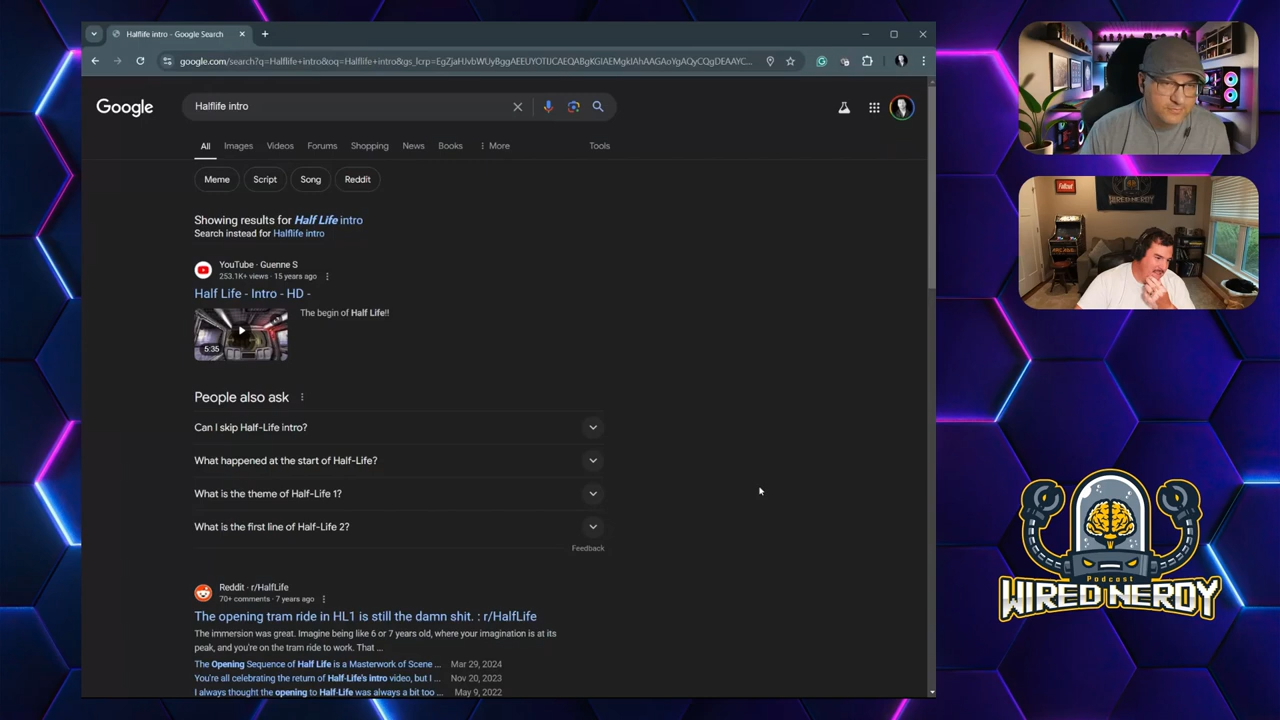 Halflife intro - Google Search
google.com/search?q=Halflife+intro&oq=Halflife+intro&gs_lcrp=
Google
Halflife intro
All Images Videos Forums Shopping News Books More Tools
Meme Script Song Reddit
Showing results for Half Life intro
Search instead for Halflife intro
YouTube · Guenne S
253.1K+ views · 15 years ago
Half Life - Intro - HD -
The begin of Half Life!!
5:35
People also ask
Can I skip Half-Life intro?
What happened at the start of Half-Life?
What is the theme of Half-Life 1?
What is the first line of Half-Life 2?
Feedback
Reddit · r/HalfLife
70+ comments · 7 years ago
The opening tram ride in HL1 is still the damn shit. : r/HalfLife
The immersion was great. Imagine being like 6 or 7 years old, where your imagination is at its
peak, and you're on the tram ride to work. That ...
The Opening Sequence of Half Life is a Masterwork of Scene ... Mar 29, 2024
You're all celebrating the return of Half-Life's intro video, but I ... Nov 20, 2023
I always thought the opening to Half-Life was always a bit too ... May 9, 2022
Fallout
WIRED NERDY
ARCADE
Podcast
WIRED NERDY